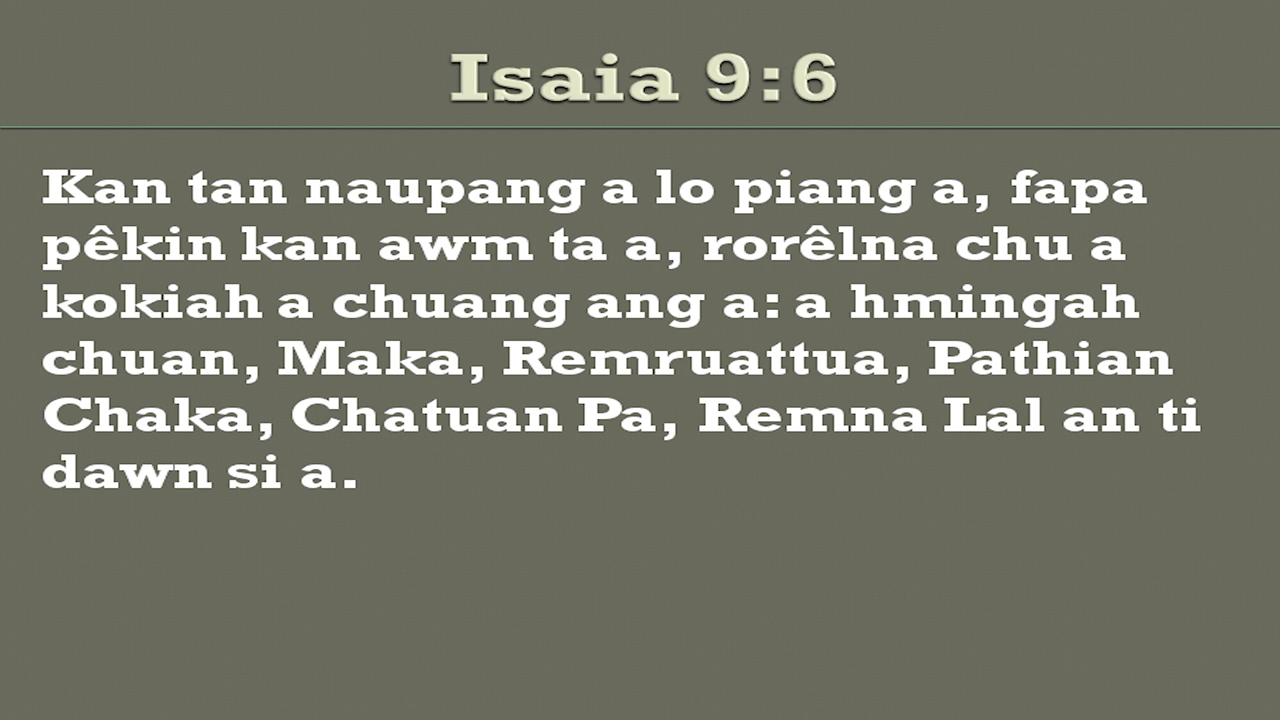 Isaia 9:6
Kan tan naupang a lo piang a, fapa
pêkin kan awm ta a, rorêlna chu a
kokiah a chuang ang a: a hmingah
chuan, Maka, Remruattua, Pathian
Chaka, Chatuan Pa, Remna Lal an ti
dawn si a.